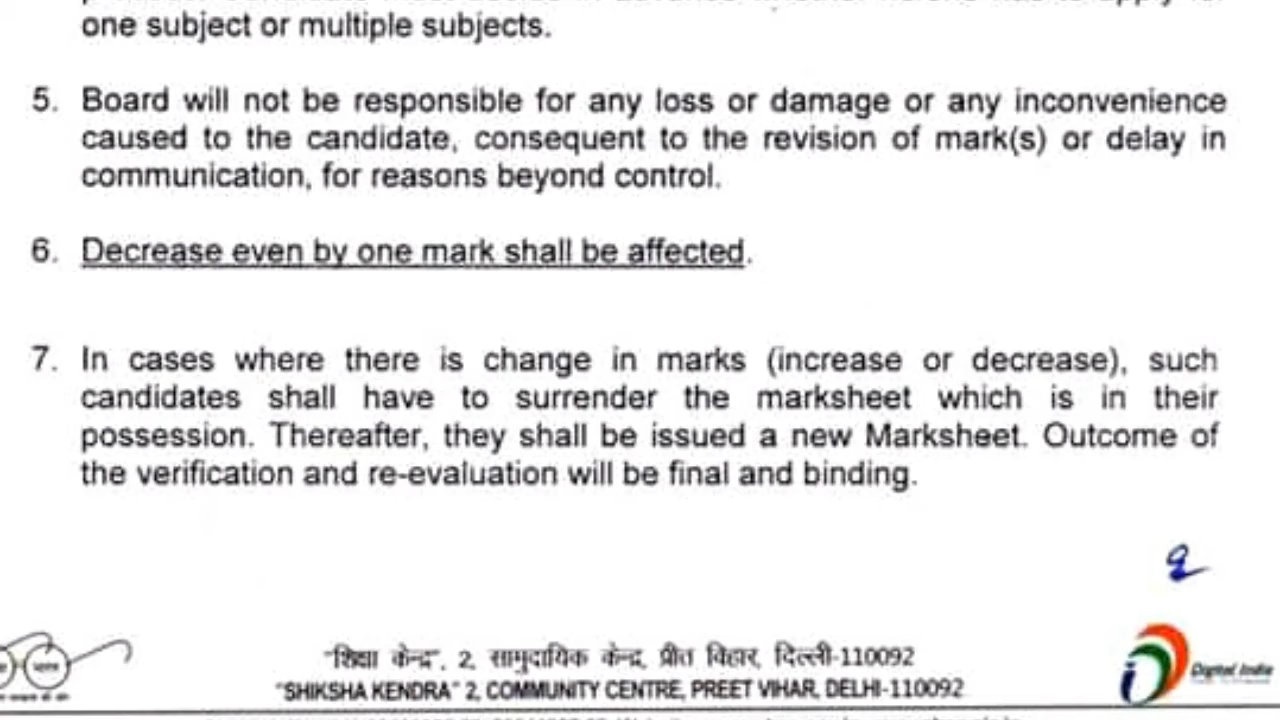 one subject or multiple subjects.
5. Board will not be responsible for any loss or damage or any inconvenience
caused to the candidate, consequent to the revision of mark(s) or delay in
communication, for reasons beyond control.
6. Decrease even by one mark shall be affected.
7. In cases where there is change in marks (increase or decrease), such
candidates shall have to surrender the marksheet which is in their
possession. Thereafter, they shall be issued a new Marksheet. Outcome of
the verification and re-evaluation will be final and binding.
"शिक्षा केन्द्र", 2, सामुदायिक केन्द्र, प्रीत विहार, दिल्ली-110092
"SHIKSHA KENDRA" 2, COMMUNITY CENTRE, PREET VIHAR, DELHI-110092
Digital India